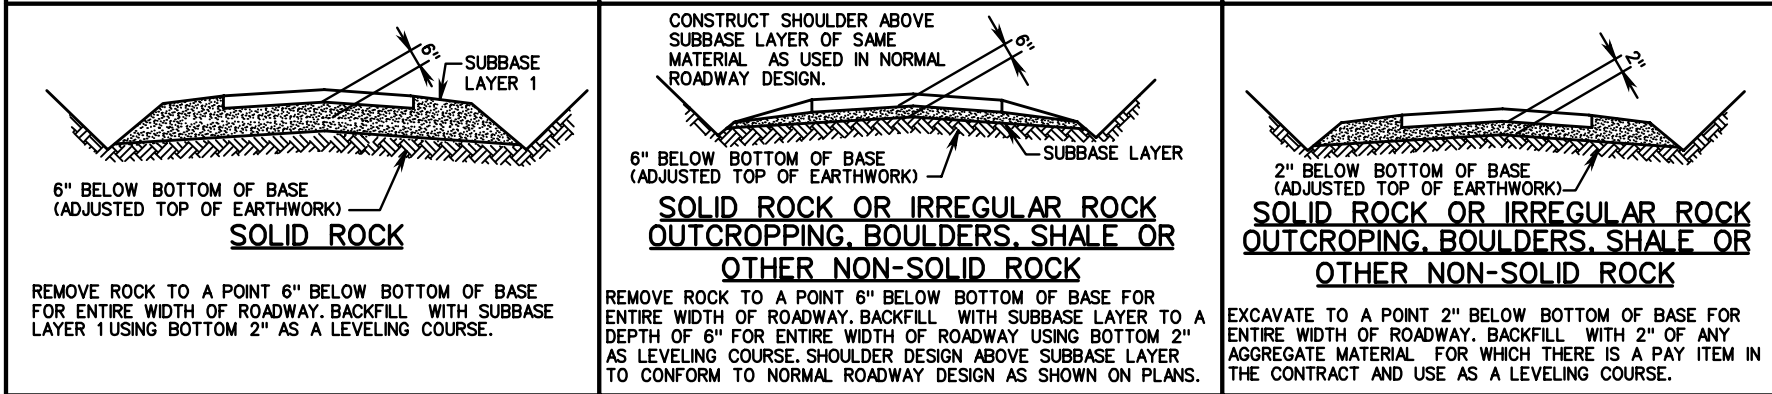 6"
SUBBASE
LAYER 1
6" BELOW BOTTOM OF BASE
(ADJUSTED TOP OF EARTHWORK)
SOLID ROCK
REMOVE ROCK TO A POINT 6" BELOW BOTTOM OF BASE
FOR ENTIRE WIDTH OF ROADWAY. BACKFILL WITH SUBBASE
LAYER 1 USING BOTTOM 2" AS A LEVELING COURSE.
CONSTRUCT SHOULDER ABOVE
SUBBASE LAYER OF SAME
MATERIAL AS USED IN NORMAL
ROADWAY DESIGN.
6"
6" BELOW BOTTOM OF BASE
(ADJUSTED TOP OF EARTHWORK)
SUBBASE LAYER
SOLID ROCK OR IRREGULAR ROCK
OUTCROPPING, BOULDERS, SHALE OR
OTHER NON-SOLID ROCK
REMOVE ROCK TO A POINT 6" BELOW BOTTOM OF BASE FOR
ENTIRE WIDTH OF ROADWAY. BACKFILL WITH SUBBASE LAYER TO A
DEPTH OF 6" FOR ENTIRE WIDTH OF ROADWAY USING BOTTOM 2"
AS LEVELING COURSE. SHOULDER DESIGN ABOVE SUBBASE LAYER
TO CONFORM TO NORMAL ROADWAY DESIGN AS SHOWN ON PLANS.
2"
2" BELOW BOTTOM OF BASE
(ADJUSTED TOP OF EARTHWORK)
SOLID ROCK OR IRREGULAR ROCK
OUTCROPING, BOULDERS, SHALE OR
OTHER NON-SOLID ROCK
EXCAVATE TO A POINT 2" BELOW BOTTOM OF BASE FOR
ENTIRE WIDTH OF ROADWAY. BACKFILL WITH 2" OF ANY
AGGREGATE MATERIAL FOR WHICH THERE IS A PAY ITEM IN
THE CONTRACT AND USE AS A LEVELING COURSE.